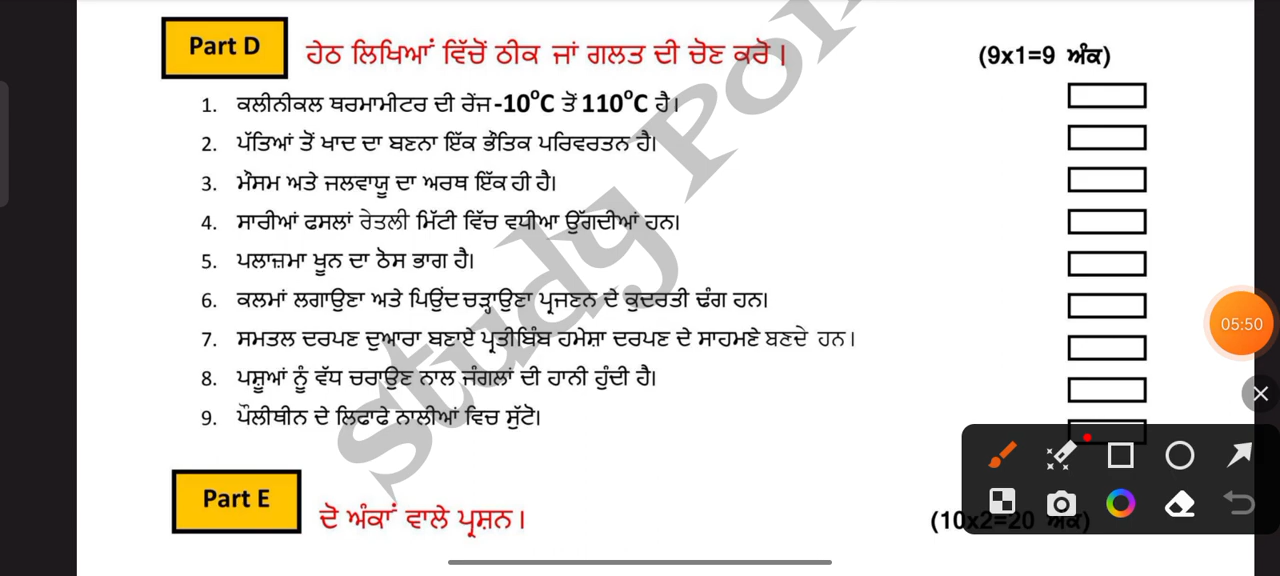 Part D
ਹੇਠ ਲਿਖਿਆਂ ਵਿੱਚੋਂ ਠੀਕ ਜਾਂ ਗਲਤ ਦੀ ਚੋਣ ਕਰੋ। (9x1=9 ਅੰਕ)
1. ਕਲੀਨੀਕਲ ਥਰਮਾਮੀਟਰ ਦੀ ਰੇਂਜ -10°C ਤੋਂ 110°C ਹੈ।
2. ਪੱਤਿਆਂ ਤੋਂ ਖਾਦ ਦਾ ਬਣਨਾ ਇੱਕ ਭੌਤਿਕ ਪਰਿਵਰਤਨ ਹੈ।
3. ਮੌਸਮ ਅਤੇ ਜਲਵਾਯੂ ਦਾ ਅਰਥ ਇੱਕ ਹੀ ਹੈ।
4. ਸਾਰੀਆਂ ਫਸਲਾਂ ਰੇਤਲੀ ਮਿੱਟੀ ਵਿੱਚ ਵਧੀਆ ਉੱਗਦੀਆਂ ਹਨ।
5. ਪਲਾਜ਼ਮਾ ਖੂਨ ਦਾ ਠੋਸ ਭਾਗ ਹੈ।
6. ਕਲਮਾਂ ਲਗਾਉਣਾ ਅਤੇ ਪਿਉਂਦ ਚੜ੍ਹਾਉਣਾ ਪ੍ਰਜਣਨ ਦੇ ਕੁਦਰਤੀ ਢੰਗ ਹਨ।
7. ਸਮਤਲ ਦਰਪਣ ਦੁਆਰਾ ਬਣਾਏ ਪ੍ਰਤੀਬਿੰਬ ਹਮੇਸ਼ਾ ਦਰਪਣ ਦੇ ਸਾਹਮਣੇ ਬਣਦੇ ਹਨ।
8. ਪਸ਼ੂਆਂ ਨੂੰ ਵੱਧ ਚਰਾਉਣ ਨਾਲ ਜੰਗਲਾਂ ਦੀ ਹਾਨੀ ਹੁੰਦੀ ਹੈ।
9. ਪੌਲੀਥੀਨ ਦੇ ਲਿਫਾਫੇ ਨਾਲੀਆਂ ਵਿਚ ਸੁੱਟੋ।
Part E
ਦੋ ਅੰਕਾਂ ਵਾਲੇ ਪ੍ਰਸ਼ਨ। (10x2=20 ਅੰਕ)
Study Poi
05:50